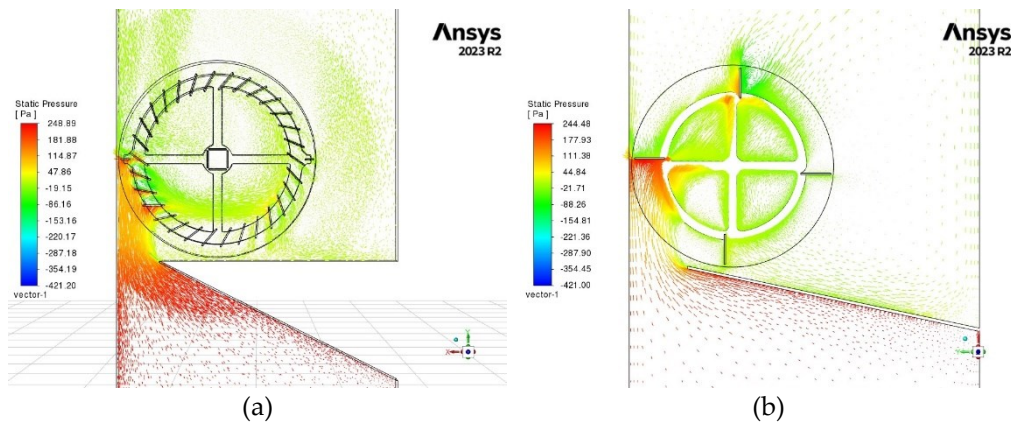 Ansys
2023 R2
Static Pressure
[ Pa ]
248.89
181.88
114.87
47.86
-19.15
-86.16
-153.16
-220.17
-287.18
-354.19
-421.20
vector-1
X
Y
(a)
Ansys
2023 R2
Static Pressure
[ Pa ]
244.48
177.38
110.93
44.49
-21.71
-88.26
-154.81
-221.36
-287.90
-354.45
-421.00
vector-1
Y
(b)